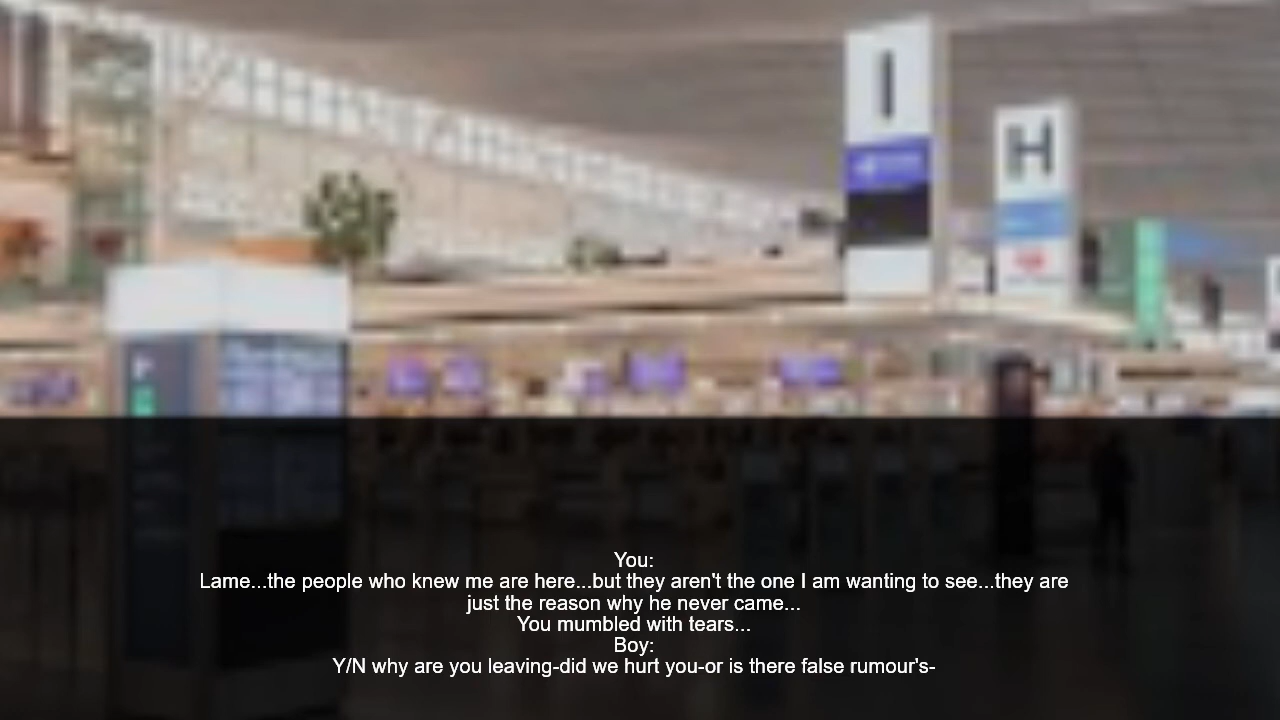 I
H
You:
Lame...the people who knew me are here...but they aren't the one I am wanting to see...they are
just the reason why he never came...
You mumbled with tears...
Boy:
Y/N why are you leaving-did we hurt you-or is there false rumour's-